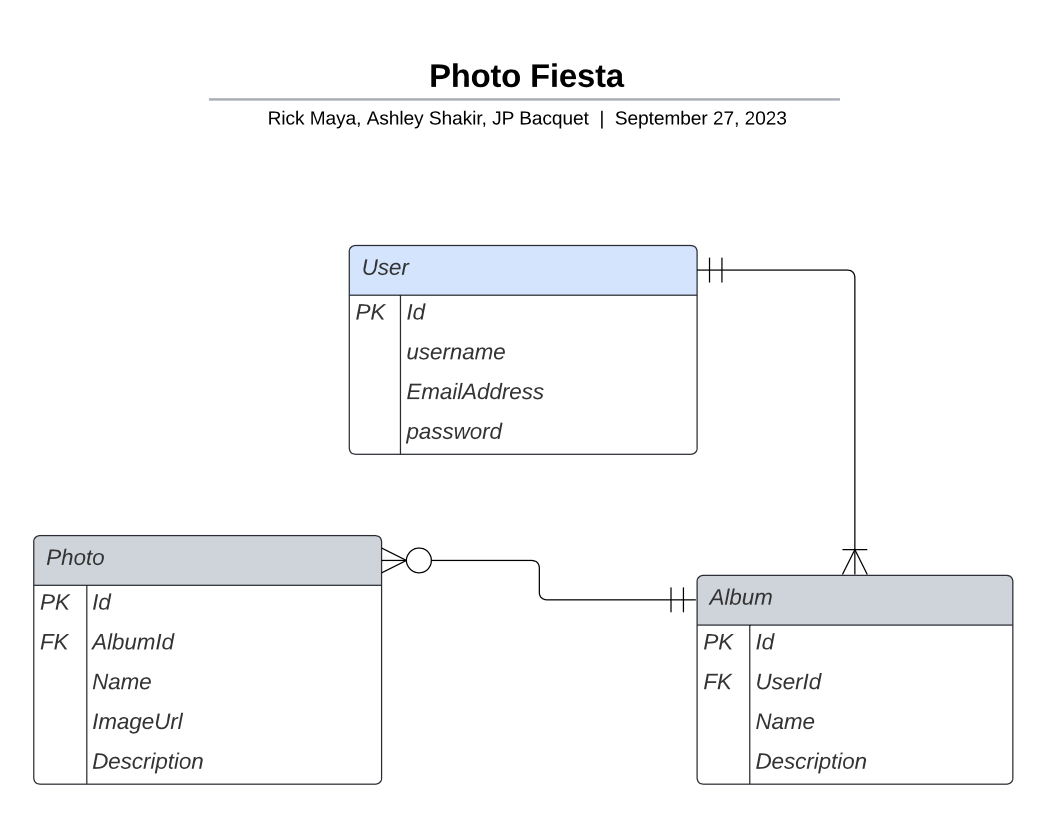 Photo Fiesta
Rick Maya, Ashley Shakir, JP Bacquet | September 27, 2023
User
PK Id
username
EmailAddress
password
Photo
PK Id
FK AlbumId
Name
ImageUrl
Description
Album
PK Id
FK UserId
Name
Description